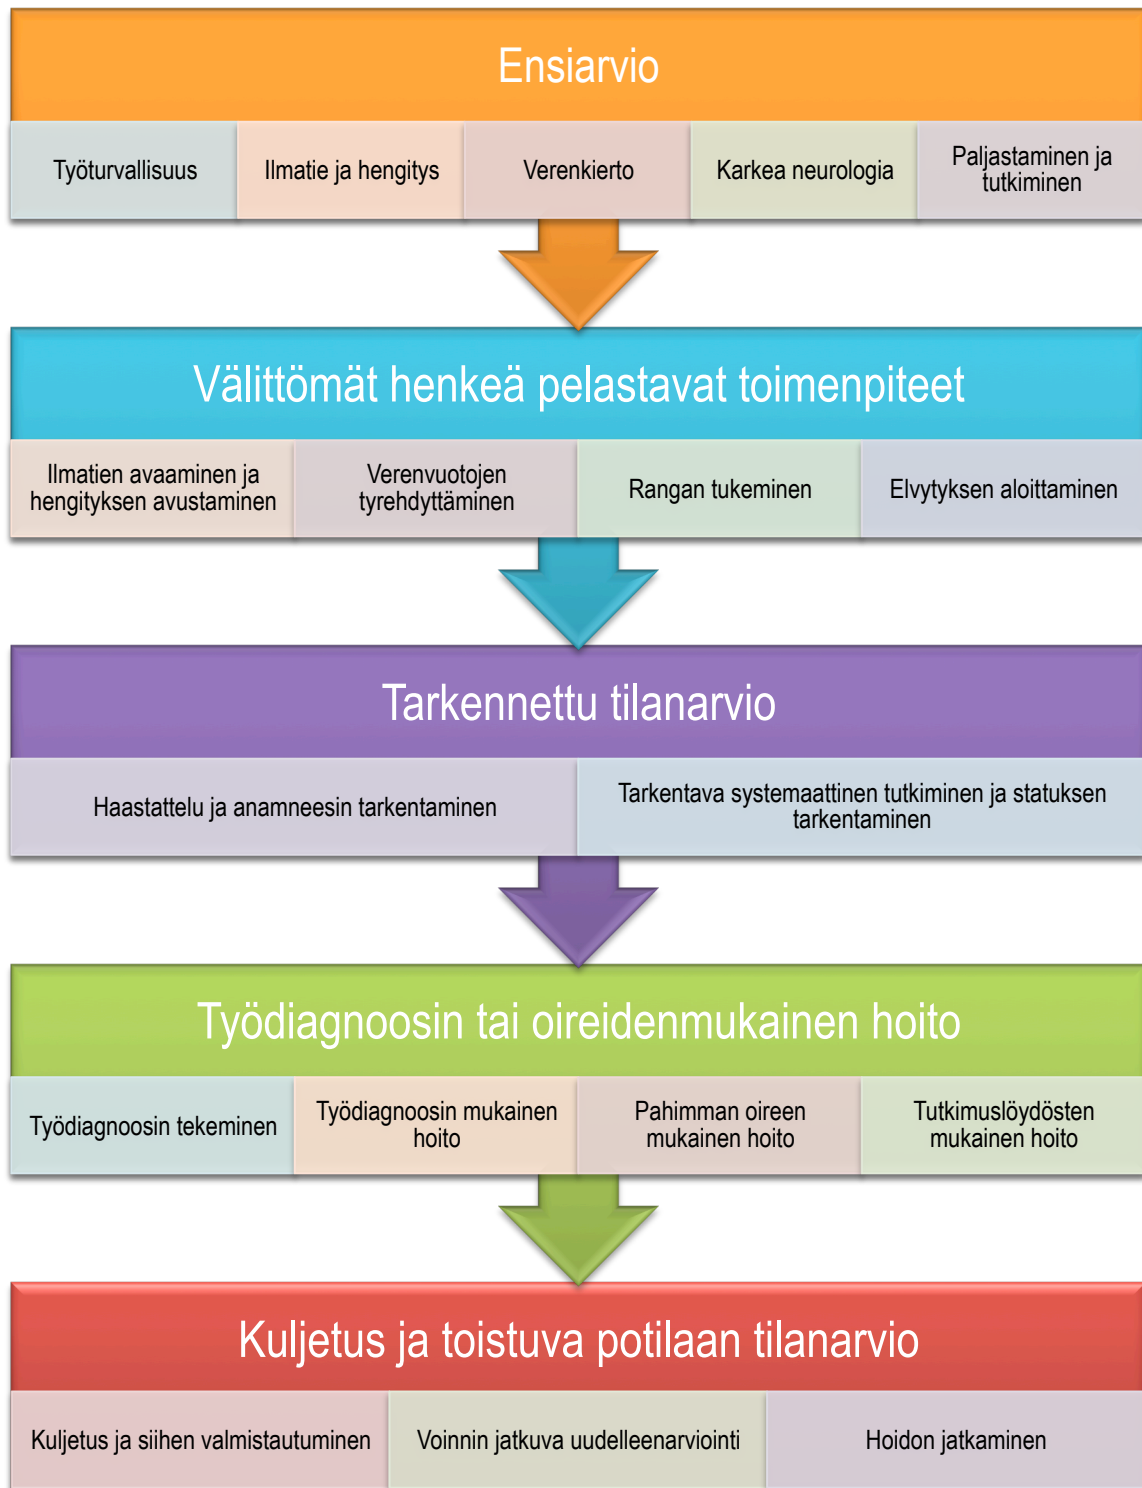 Ensiarvio
Työturvallisuus
Ilmatie ja hengitys
Verenkierto
Karkea neurologia
Paljastaminen ja
tutkiminen
Välittömät henkeä pelastavat toimenpiteet
Ilmatien avaaminen ja
hengityksen avustaminen
Verenvuotojen
tyrehdyttäminen
Rangan tukeminen
Elvytyksen aloittaminen
Tarkennettu tilanarvio
Haastattelu ja anamneesin tarkentaminen
Tarkentava systemaattinen tutkiminen ja statuksen
tarkentaminen
Työdiagnoosin tai oireidenmukainen hoito
Työdiagnoosin tekeminen
Työdiagnoosin mukainen
hoito
Pahimman oireen
mukainen hoito
Tutkimuslöydösten
mukainen hoito
Kuljetus ja toistuva potilaan tilanarvio
Kuljetus ja siihen valmistautuminen
Voinnin jatkuva uudelleenarviointi
Hoidon jatkaminen